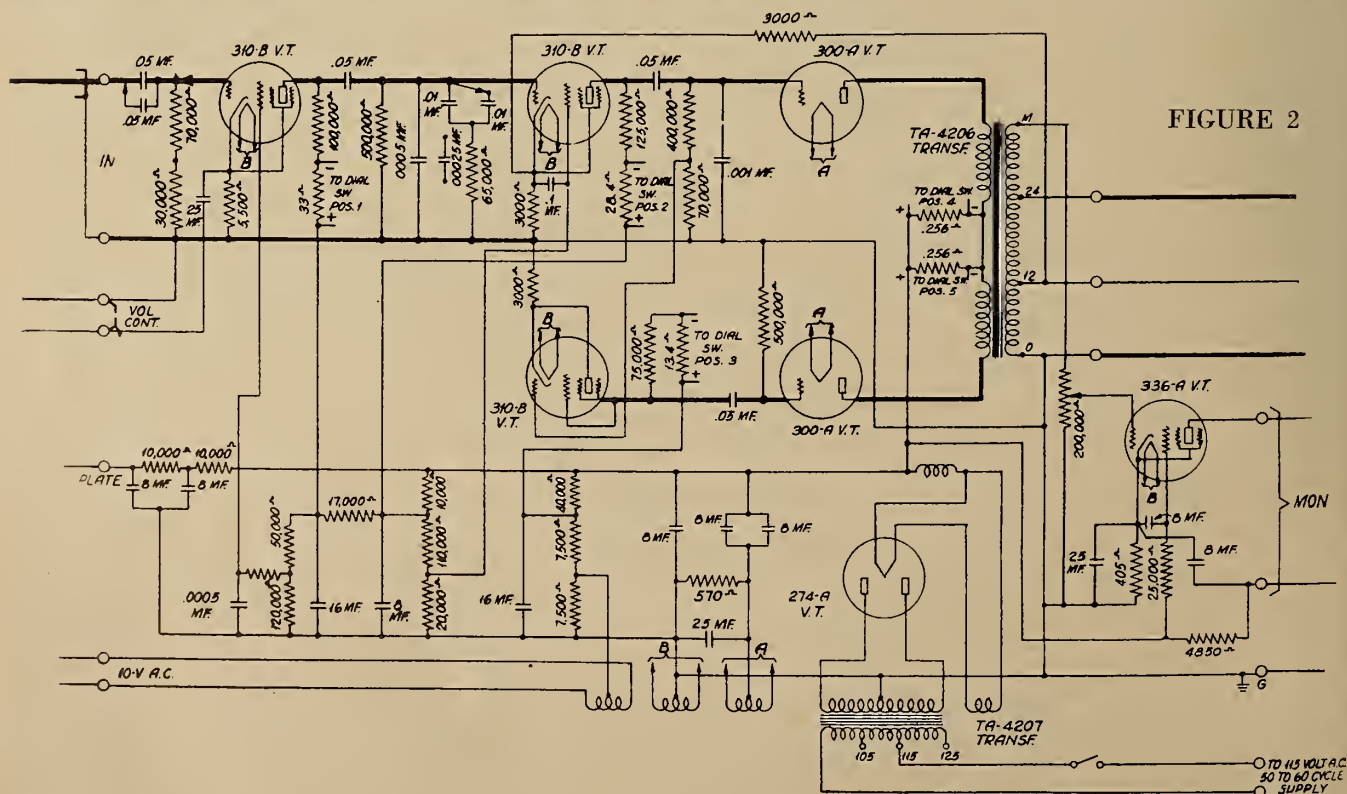 FIGURE 2
3000 Ω
310-B V.T.
310-B V.T.
300-A V.T
.05 MF.
.05 MF
.05 MF.
.05 MF.
70,000Ω
100,000Ω
500,000Ω
.0005 MF.
.01
MF.
.01
MF.
.00025 MF.
65,000Ω
125,000Ω
400,000Ω
.001 MF.
TA-4206
TRANSF.
M
24
12
0
IN
B
B
A
30,000Ω
.25
MF.
5,500Ω
33Ω
TO DIAL
SW.
POS. 1
3000Ω
.1
MF.
28.4Ω
TO DIAL
SW.
POS. 2
70,000Ω
TO DIAL SW.
POS. 4
.256Ω
.256Ω
TO DIAL SW.
POS. 5
VOL
CONT.
3000Ω
B
310-B
V.T.
75,000Ω
13.4Ω
TO DIAL
SW.
POS. 3
.05 MF.
500,000Ω
A
300-A V.T.
200,000Ω
336-A V.T.
B
MON
PLATE
10,000Ω
10,000Ω
8 MF.
8 MF.
17,000Ω
50,000Ω
120,000
.0005
MF.
16 MF.
8
MF.
10,000
110,000Ω
20,000Ω
16 MF.
7,500Ω
7,500Ω
8 MF.
8 MF.
8 MF.
570Ω
25 MF.
274-A
V.T.
25
MF.
405Ω
8 MF.
25,000Ω
8 MF.
4850Ω
B
A
10-V A.C.
G
TA-4207
TRANSF.
105
115
125
TO 115 VOLT A.C.
50 TO 60 CYCLE
SUPPLY